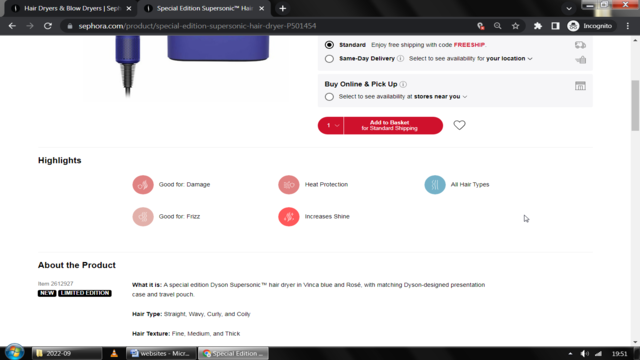 Hair Dryers & Blow Dryers | Sep
Special Edition Supersonic™ Hai
sephora.com/product/special-edition-supersonic-hair-dryer-P501454
Incognito
Standard Enjoy free shipping with code FREESHIP.
Same-Day Delivery Select to see availability for your location
Buy Online & Pick Up
Select to see availability at stores near you
1
Add to Basket
for Standard Shipping
Highlights
Good for: Damage
Heat Protection
All Hair Types
Good for: Frizz
Increases Shine
About the Product
Item 2612927
NEW LIMITED EDITION
What it is: A special edition Dyson Supersonic™ hair dryer in Vinca blue and Rosé, with matching Dyson-designed presentation
case and travel pouch.
Hair Type: Straight, Wavy, Curly, and Coily
Hair Texture: Fine, Medium, and Thick
2022-09
websites - Micr...
Special Edition ...
19:51